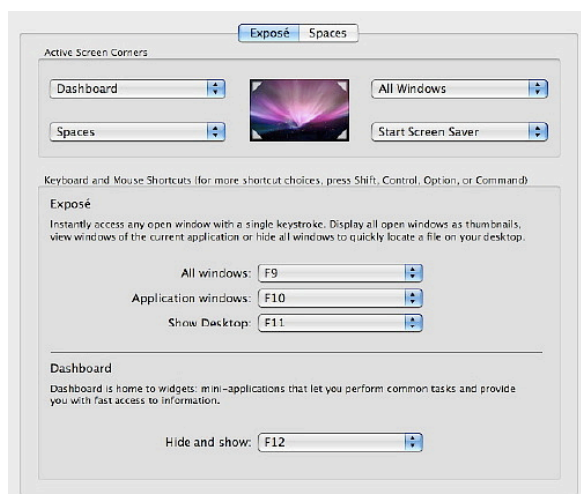 Exposé Spaces
Active Screen Corners
Dashboard All Windows
Spaces Start Screen Saver
Keyboard and Mouse Shortcuts (for more shortcut choices, press Shift, Control, Option, or Command)
Exposé
Instantly access any open window with a single keystroke. Display all open windows as thumbnails,
view windows of the current application or hide all windows to quickly locate a file on your desktop.
All windows: F9
Application windows: F10
Show Desktop: F11
Dashboard
Dashboard is home to widgets: mini-applications that let you perform common tasks and provide
you with fast access to information.
Hide and show: F12